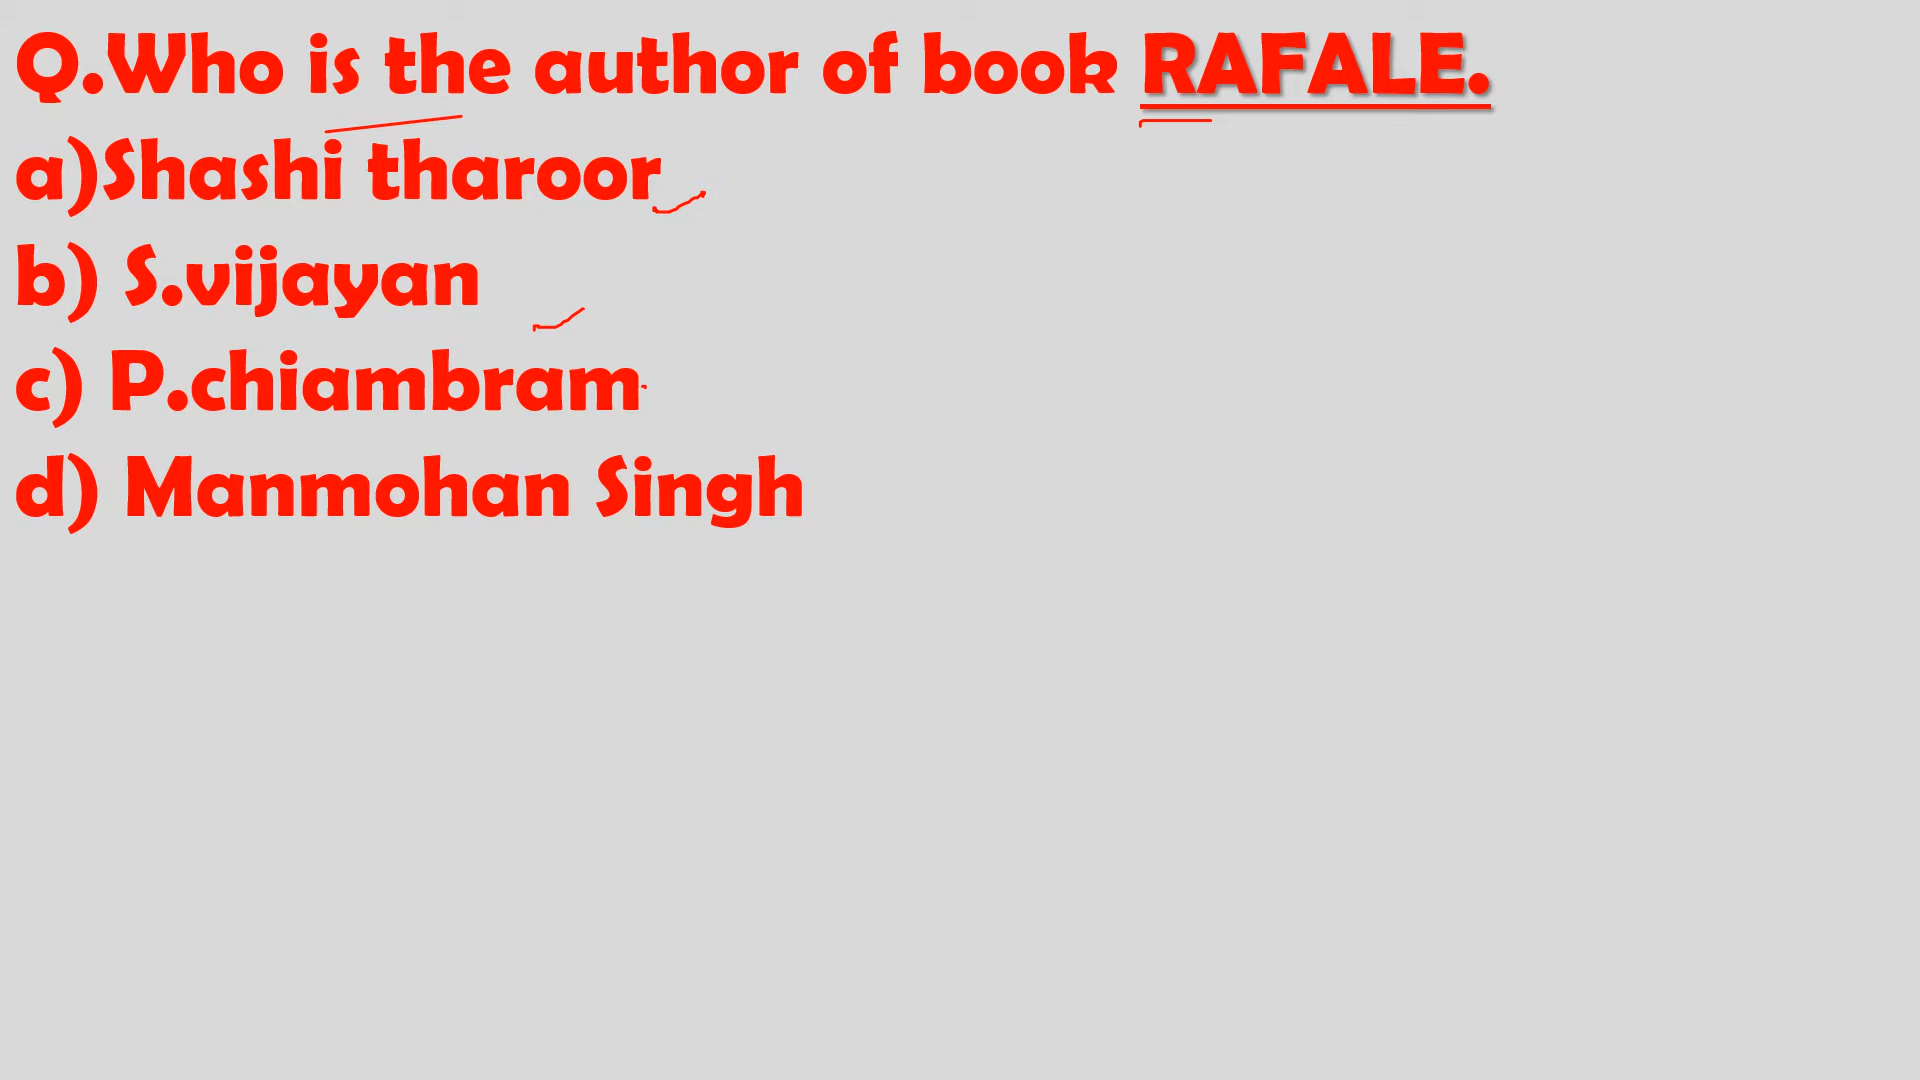 Q.Who is the author of book RAFALE.
a)Shashi tharoor
b) S.vijayan
c) P.chiambram
d) Manmohan Singh